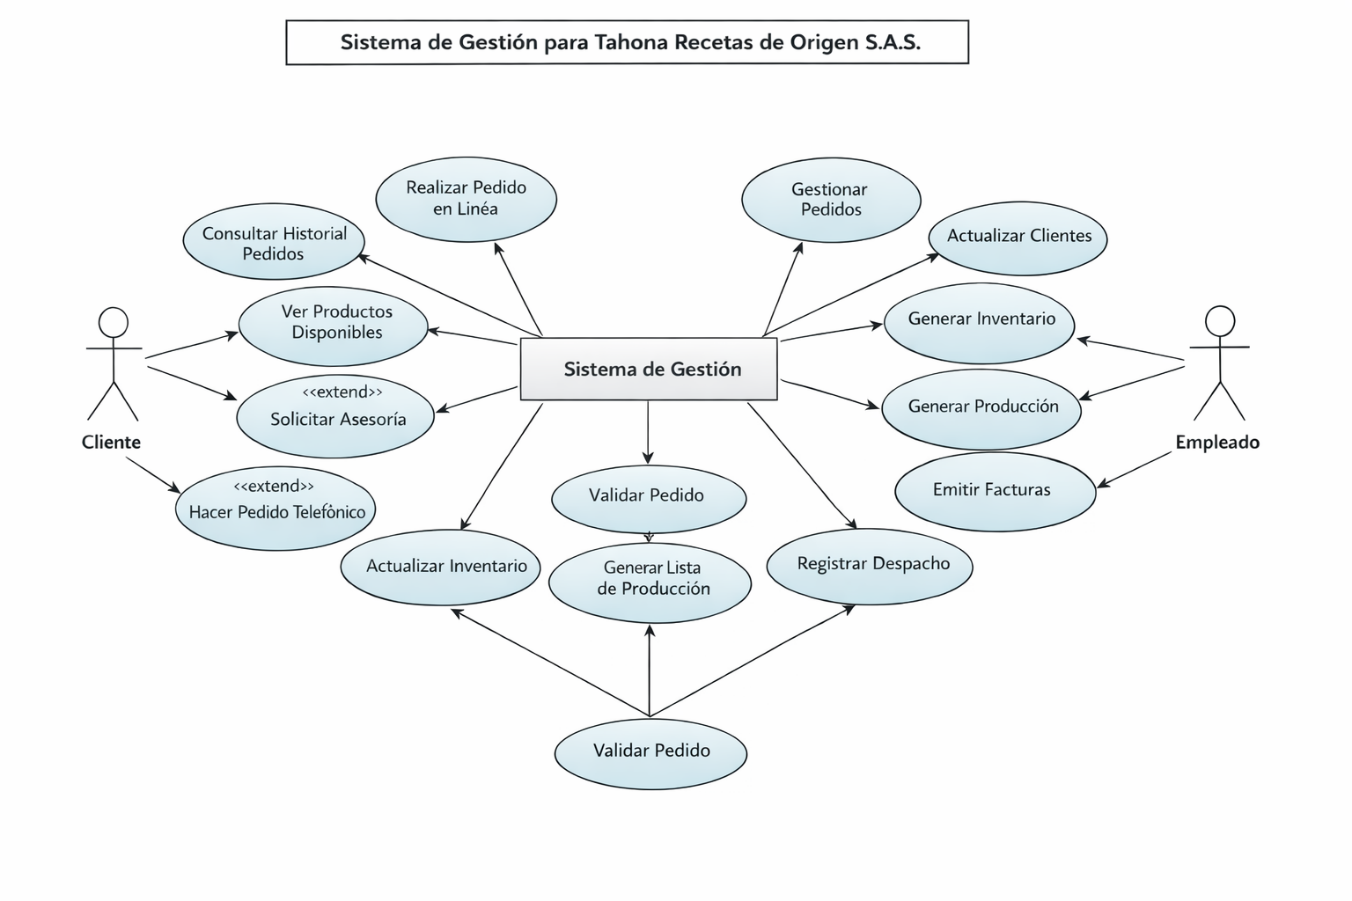 Sistema de Gestión para Tahona Recetas de Origen S.A.S.
Realizar Pedido
en Linéa
Gestionar
Pedidos
Consultar Historial
Pedidos
Actualizar Clientes
Ver Productos
Disponibles
Generar Inventario
Sistema de Gestión
<<extend>>
Solicitar Asesoría
Generar Producción
Cliente
Empleado
<<extend>>
Hacer Pedido Telefònico
Validar Pedido
Emitir Facturas
Actualizar Inventario
Generar Lista
de Producción
Registrar Despacho
Validar Pedido